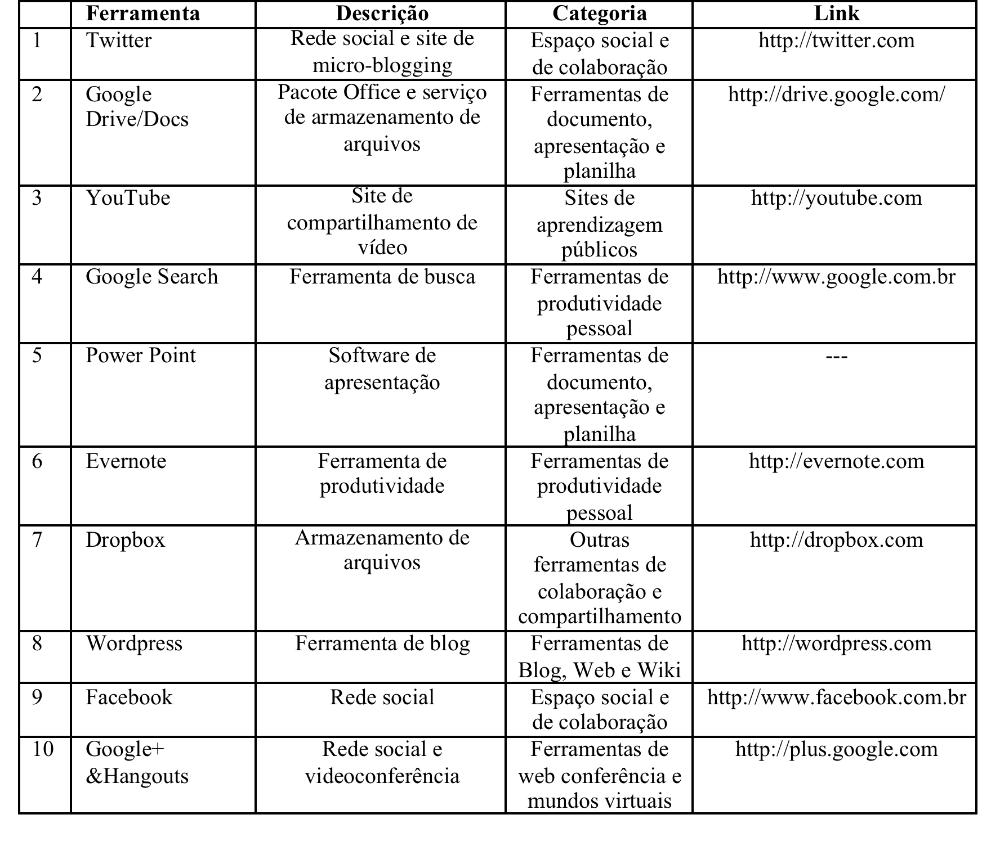 Ferramenta Descrição Categoria Link
1 Twitter Rede social e site de micro-blogging Espaço social e de colaboração http://twitter.com
2 Google Drive/Docs Pacote Office e serviço de armazenamento de arquivos Ferramentas de documento, apresentação e planilha http://drive.google.com/
3 YouTube Site de compartilhamento de vídeo Sites de aprendizagem públicos http://youtube.com
4 Google Search Ferramenta de busca Ferramentas de produtividade pessoal http://www.google.com.br
5 Power Point Software de apresentação Ferramentas de documento, apresentação e planilha ---
6 Evernote Ferramenta de produtividade Ferramentas de produtividade pessoal http://evernote.com
7 Dropbox Armazenamento de arquivos Outras ferramentas de colaboração e compartilhamento http://dropbox.com
8 Wordpress Ferramenta de blog Ferramentas de Blog, Web e Wiki http://wordpress.com
9 Facebook Rede social Espaço social e de colaboração http://www.facebook.com.br
10 Google+ &Hangouts Rede social e videoconferência Ferramentas de web conferência e mundos virtuais http://plus.google.com